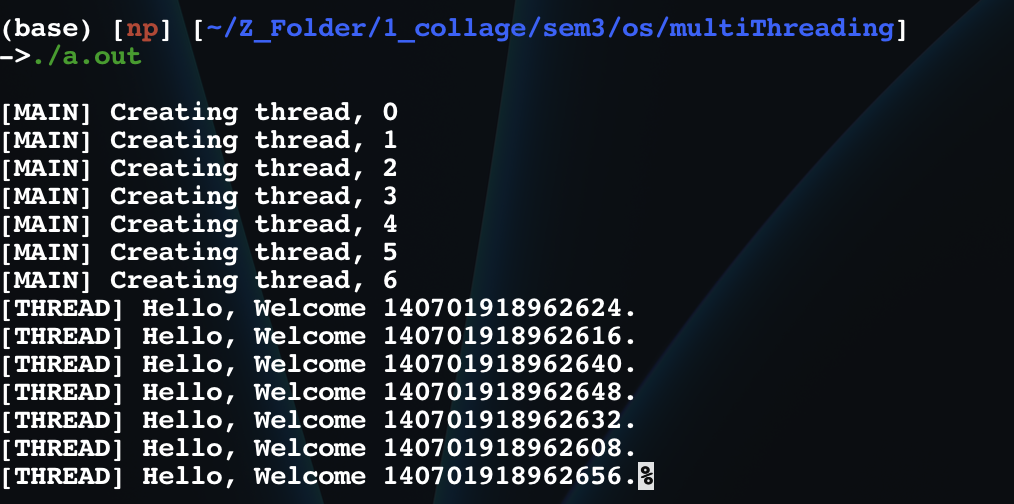 (base) [np] [~/Z_Folder/1_collage/sem3/os/multiThreading]
->./a.out
[MAIN] Creating thread, 0
[MAIN] Creating thread, 1
[MAIN] Creating thread, 2
[MAIN] Creating thread, 3
[MAIN] Creating thread, 4
[MAIN] Creating thread, 5
[MAIN] Creating thread, 6
[THREAD] Hello, Welcome 140701918962624.
[THREAD] Hello, Welcome 140701918962616.
[THREAD] Hello, Welcome 140701918962640.
[THREAD] Hello, Welcome 140701918962648.
[THREAD] Hello, Welcome 140701918962632.
[THREAD] Hello, Welcome 140701918962608.
[THREAD] Hello, Welcome 140701918962656.%